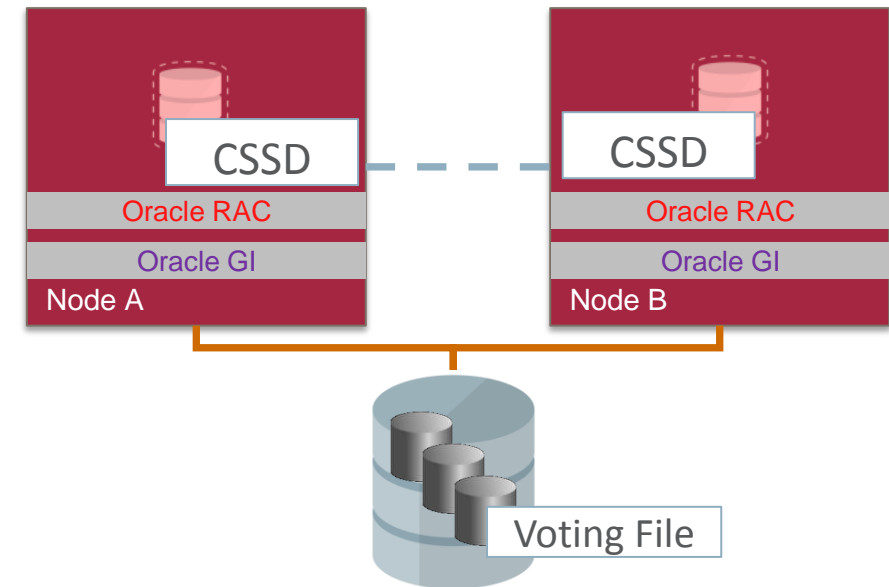 CSSD
Oracle RAC
Oracle GI
Node A
CSSD
Oracle RAC
Oracle GI
Node B
Voting File